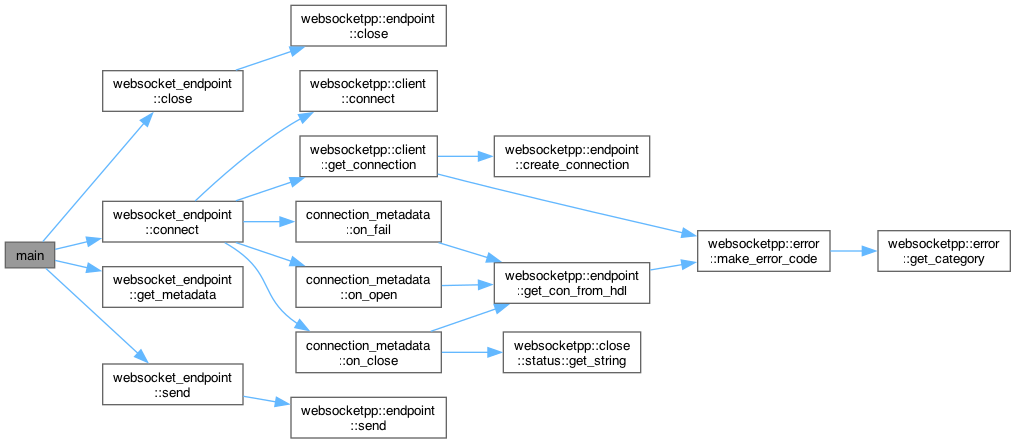 main
websocket_endpoint
::close
websocketpp::endpoint
::close
websocket_endpoint
::connect
websocketpp::client
::connect
websocketpp::client
::get_connection
websocketpp::endpoint
::create_connection
websocketpp::error
::make_error_code
websocketpp::error
::get_category
connection_metadata
::on_fail
websocketpp::endpoint
::get_con_from_hdl
connection_metadata
::on_open
connection_metadata
::on_close
websocketpp::close
::status::get_string
websocket_endpoint
::get_metadata
websocket_endpoint
::send
websocketpp::endpoint
::send